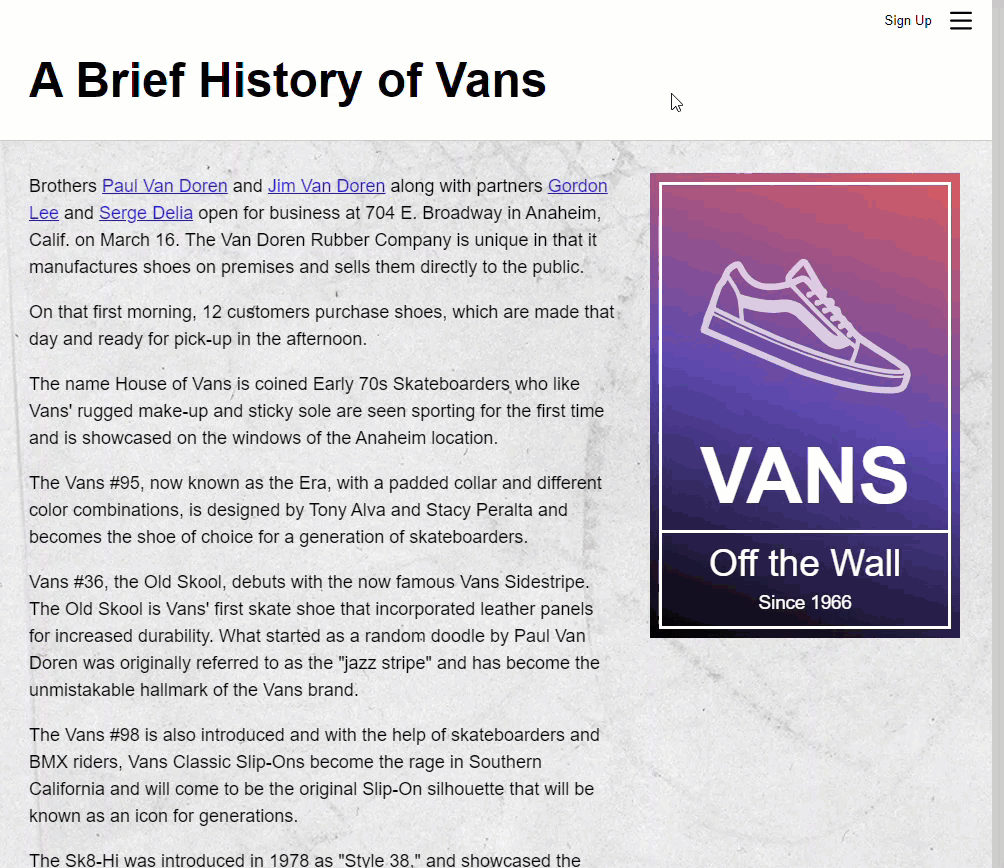 Sign Up
A Brief History of Vans
Brothers Paul Van Doren and Jim Van Doren along with partners Gordon
Lee and Serge Delia open for business at 704 E. Broadway in Anaheim,
Calif. on March 16. The Van Doren Rubber Company is unique in that it
manufactures shoes on premises and sells them directly to the public.
On that first morning, 12 customers purchase shoes, which are made that
day and ready for pick-up in the afternoon.
The name House of Vans is coined Early 70s Skateboarders who like
Vans' rugged make-up and sticky sole are seen sporting for the first time
and is showcased on the windows of the Anaheim location.
The Vans #95, now known as the Era, with a padded collar and different
color combinations, is designed by Tony Alva and Stacy Peralta and
becomes the shoe of choice for a generation of skateboarders.
Vans #36, the Old Skool, debuts with the now famous Vans Sidestripe.
The Old Skool is Vans' first skate shoe that incorporated leather panels
for increased durability. What started as a random doodle by Paul Van
Doren was originally referred to as the "jazz stripe" and has become the
unmistakable hallmark of the Vans brand.
The Vans #98 is also introduced and with the help of skateboarders and
BMX riders, Vans Classic Slip-Ons become the rage in Southern
California and will come to be the original Slip-On silhouette that will be
known as an icon for generations.
The Sk8-Hi was introduced in 1978 as "Style 38," and showcased the
VANS
Off the Wall
Since 1966